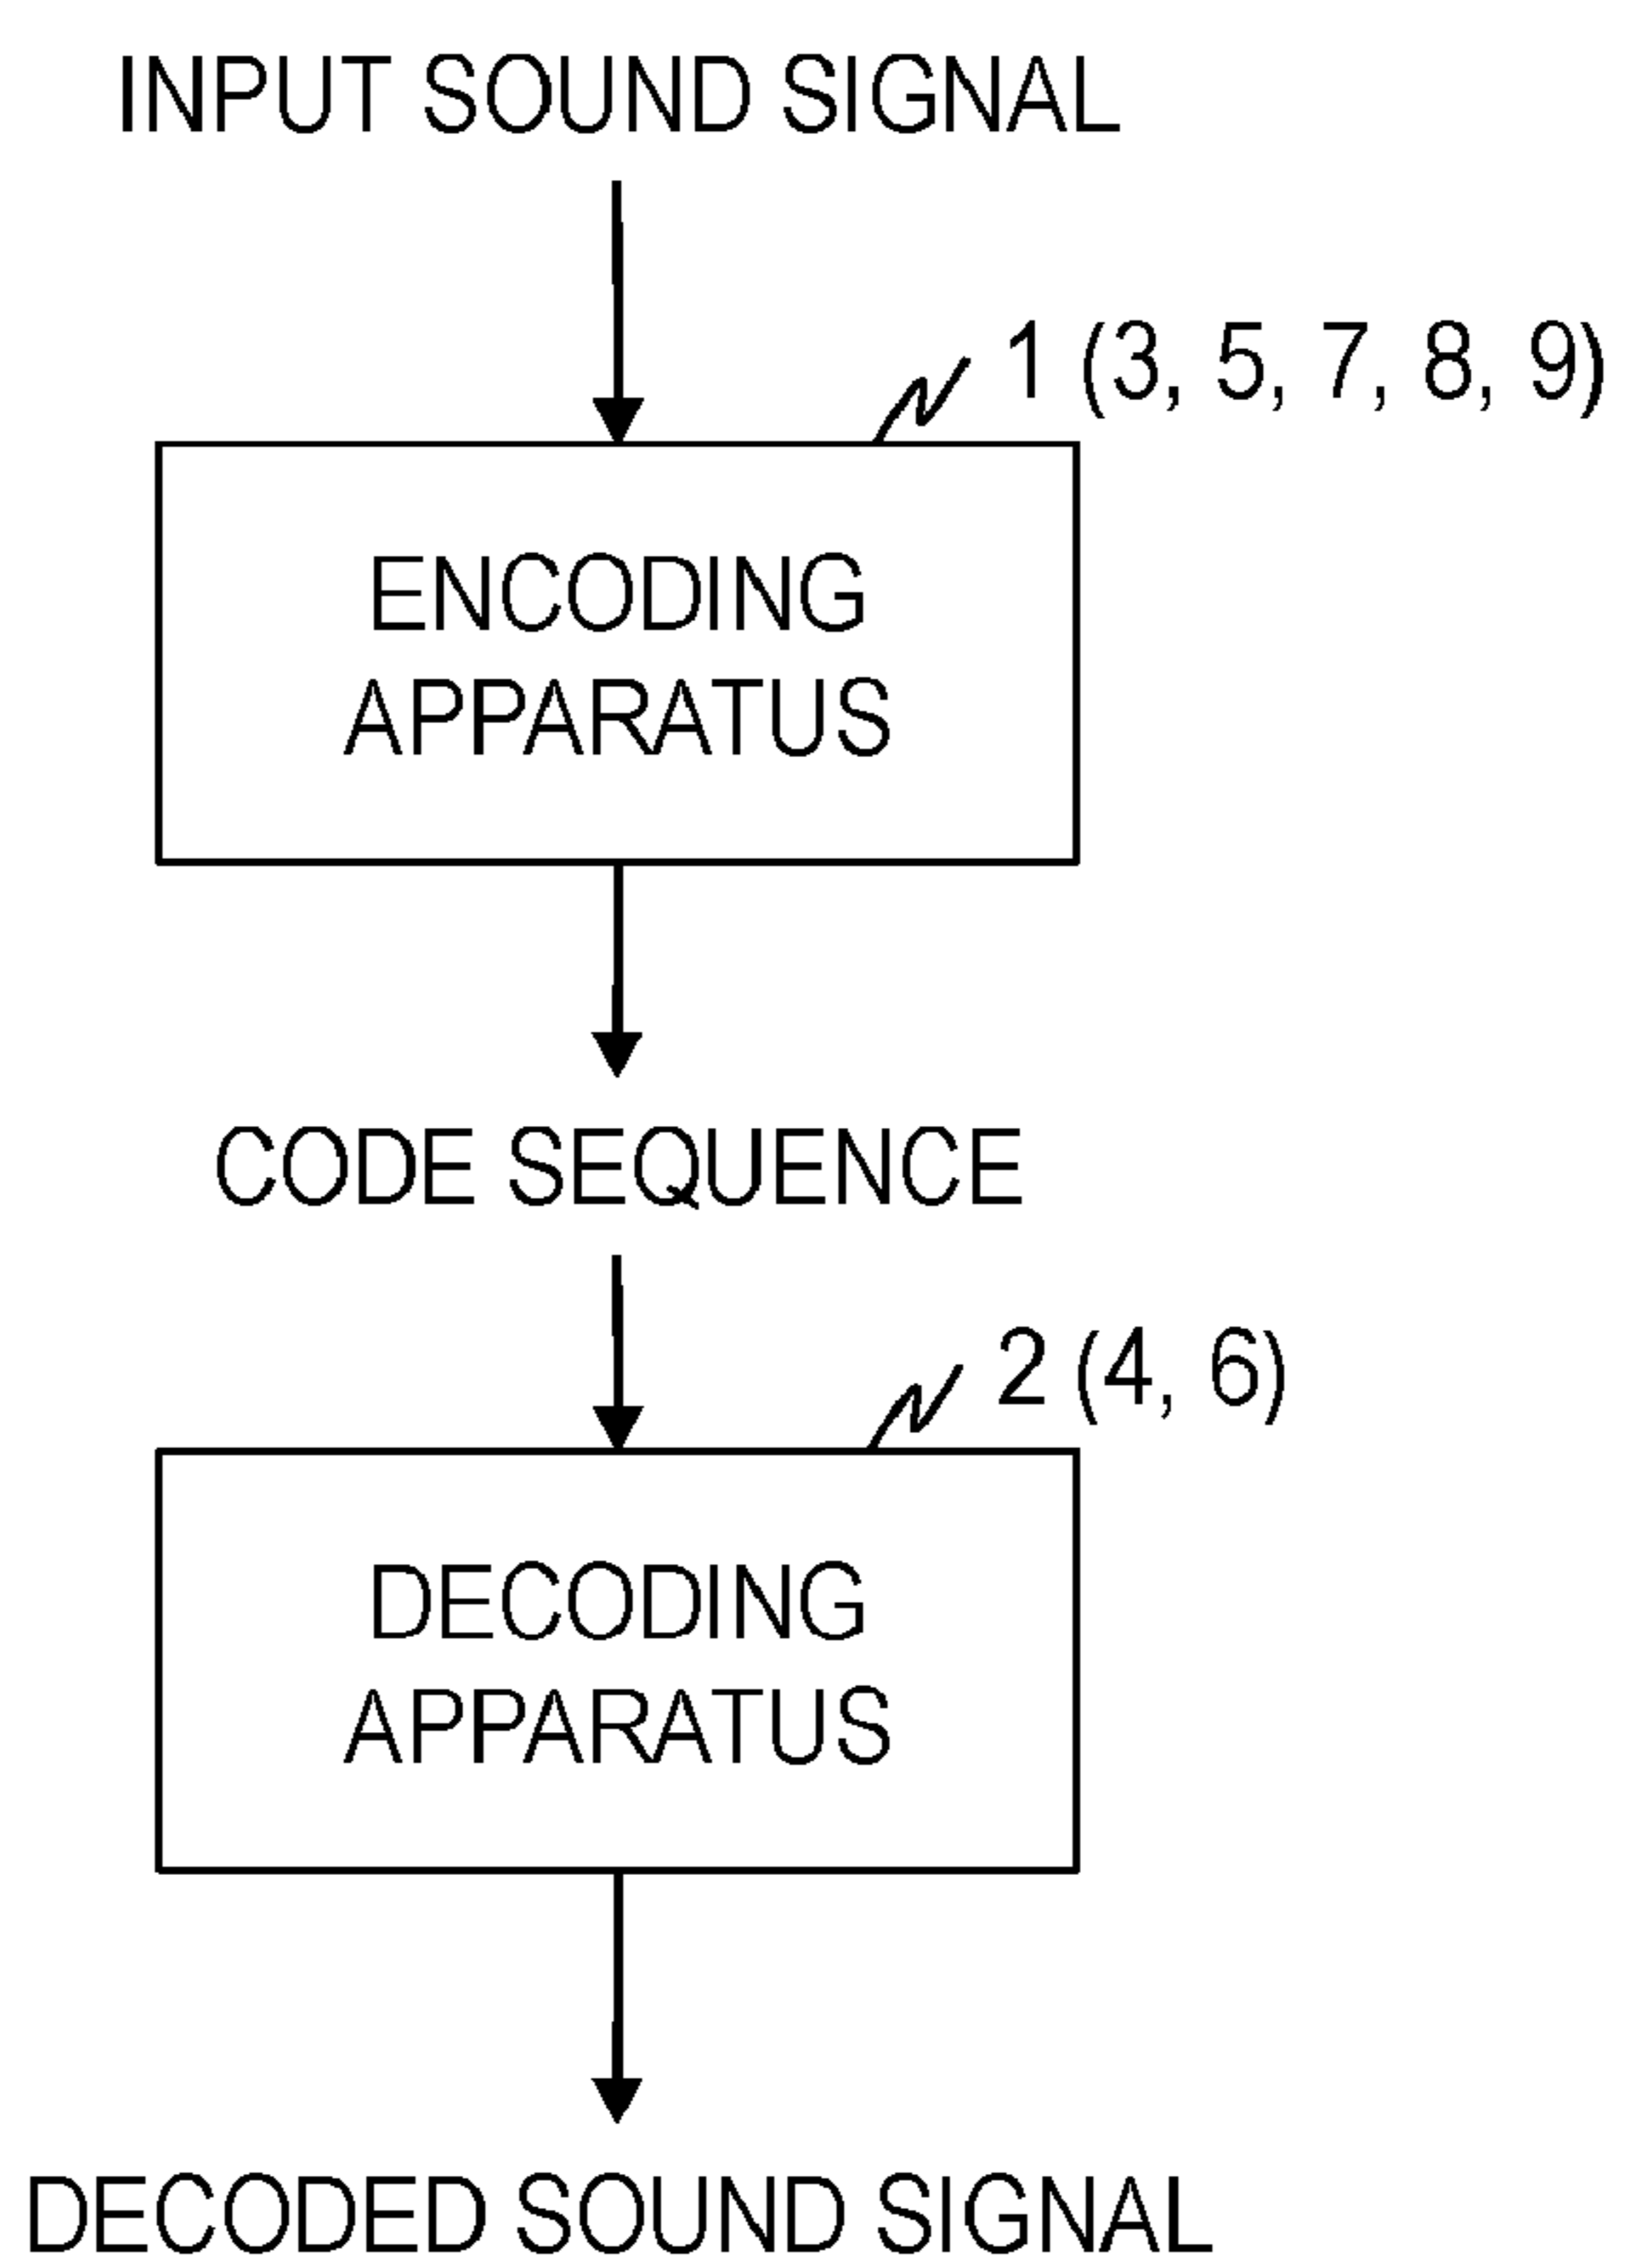 INPUT SOUND SIGNAL
1 (3, 5, 7, 8, 9)
ENCODING
APPARATUS
CODE SEQUENCE
2 (4, 6)
DECODING
APPARATUS
DECODED SOUND SIGNAL